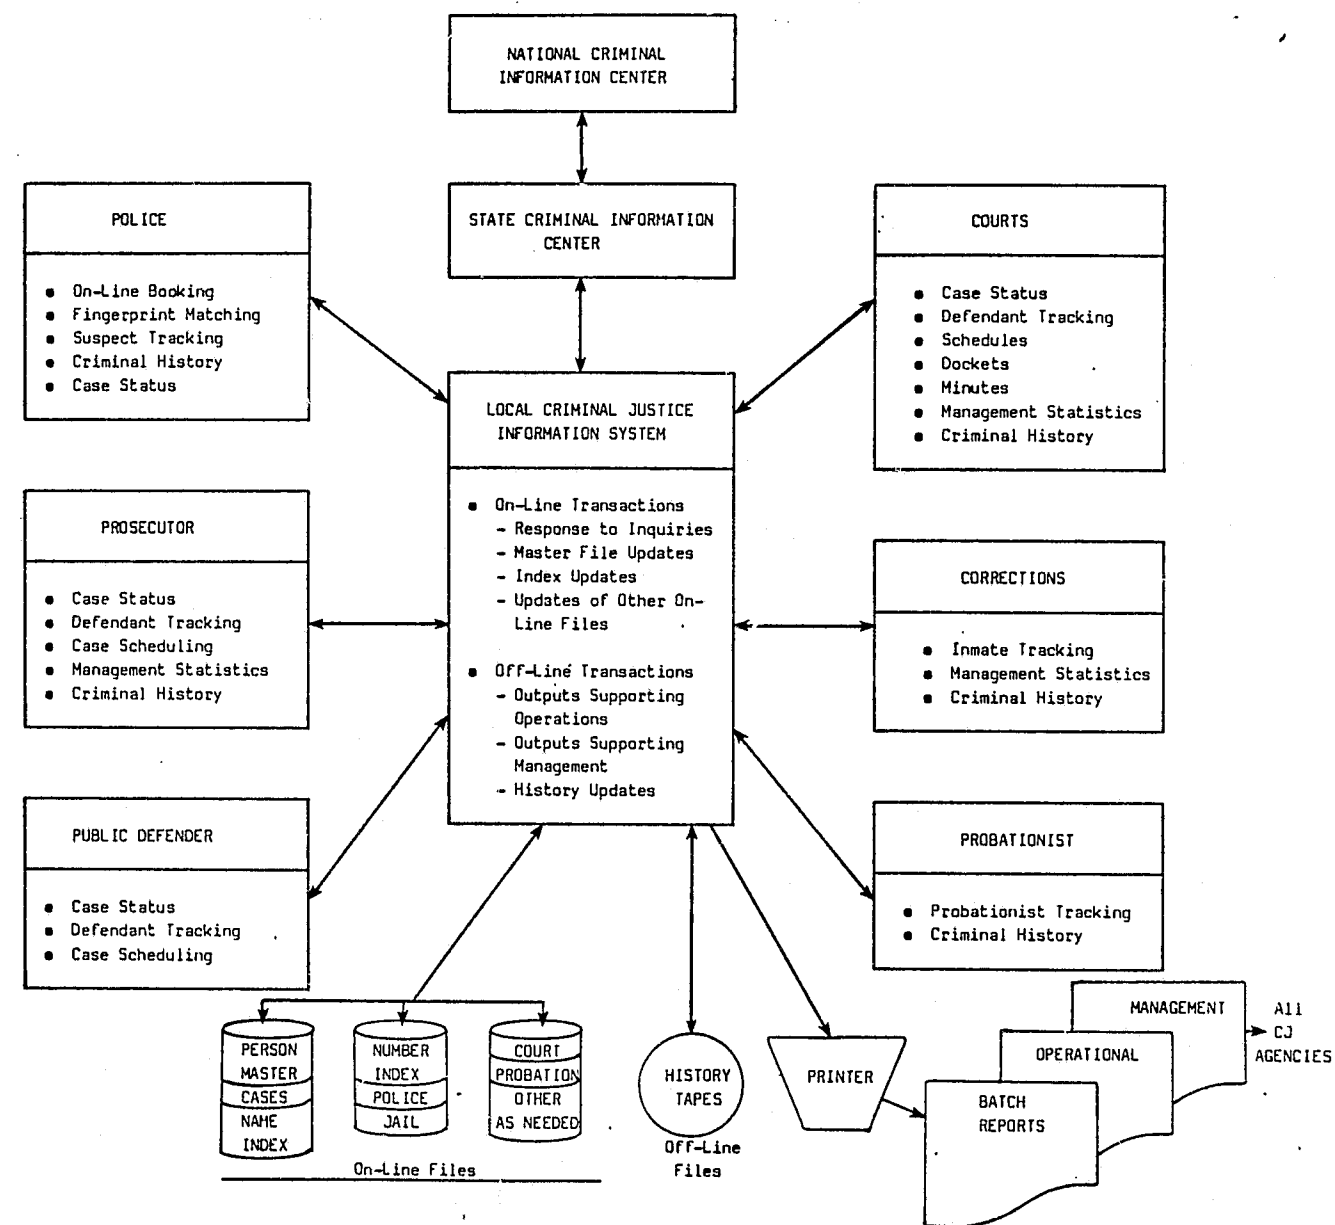 NATIONAL CRIMINAL
INFORMATION CENTER
STATE CRIMINAL INFORMATION
CENTER
POLICE
• On-Line Booking
• Fingerprint Matching
• Suspect Tracking
• Criminal History
• Case Status
COURTS
• Case Status
• Defendant Tracking
• Schedules
• Dockets
• Minutes
• Management Statistics
• Criminal History
LOCAL CRIMINAL JUSTICE
INFORMATION SYSTEM
• On-Line Transactions
- Response to Inquiries
- Master File Updates
- Index Updates
- Updates of Other On-
Line Files
• Off-Line Transactions
- Outputs Supporting
Operations
- Outputs Supporting
Management
- History Updates
PROSECUTOR
• Case Status
• Defendant Tracking
• Case Scheduling
• Management Statistics
• Criminal History
CORRECTIONS
• Inmate Tracking
• Management Statistics
• Criminal History
PUBLIC DEFENDER
• Case Status
• Defendant Tracking
• Case Scheduling
PROBATIONIST
• Probationist Tracking
• Criminal History
PERSON
MASTER
CASES
NAME
INDEX
NUMBER
INDEX
POLICE
JAIL
COURT
PROBATION
OTHER
AS NEEDED
On-Line Files
HISTORY
TAPES
Off-Line
Files
PRINTER
BATCH
REPORTS
OPERATIONAL
MANAGEMENT
All
CJ
AGENCIES